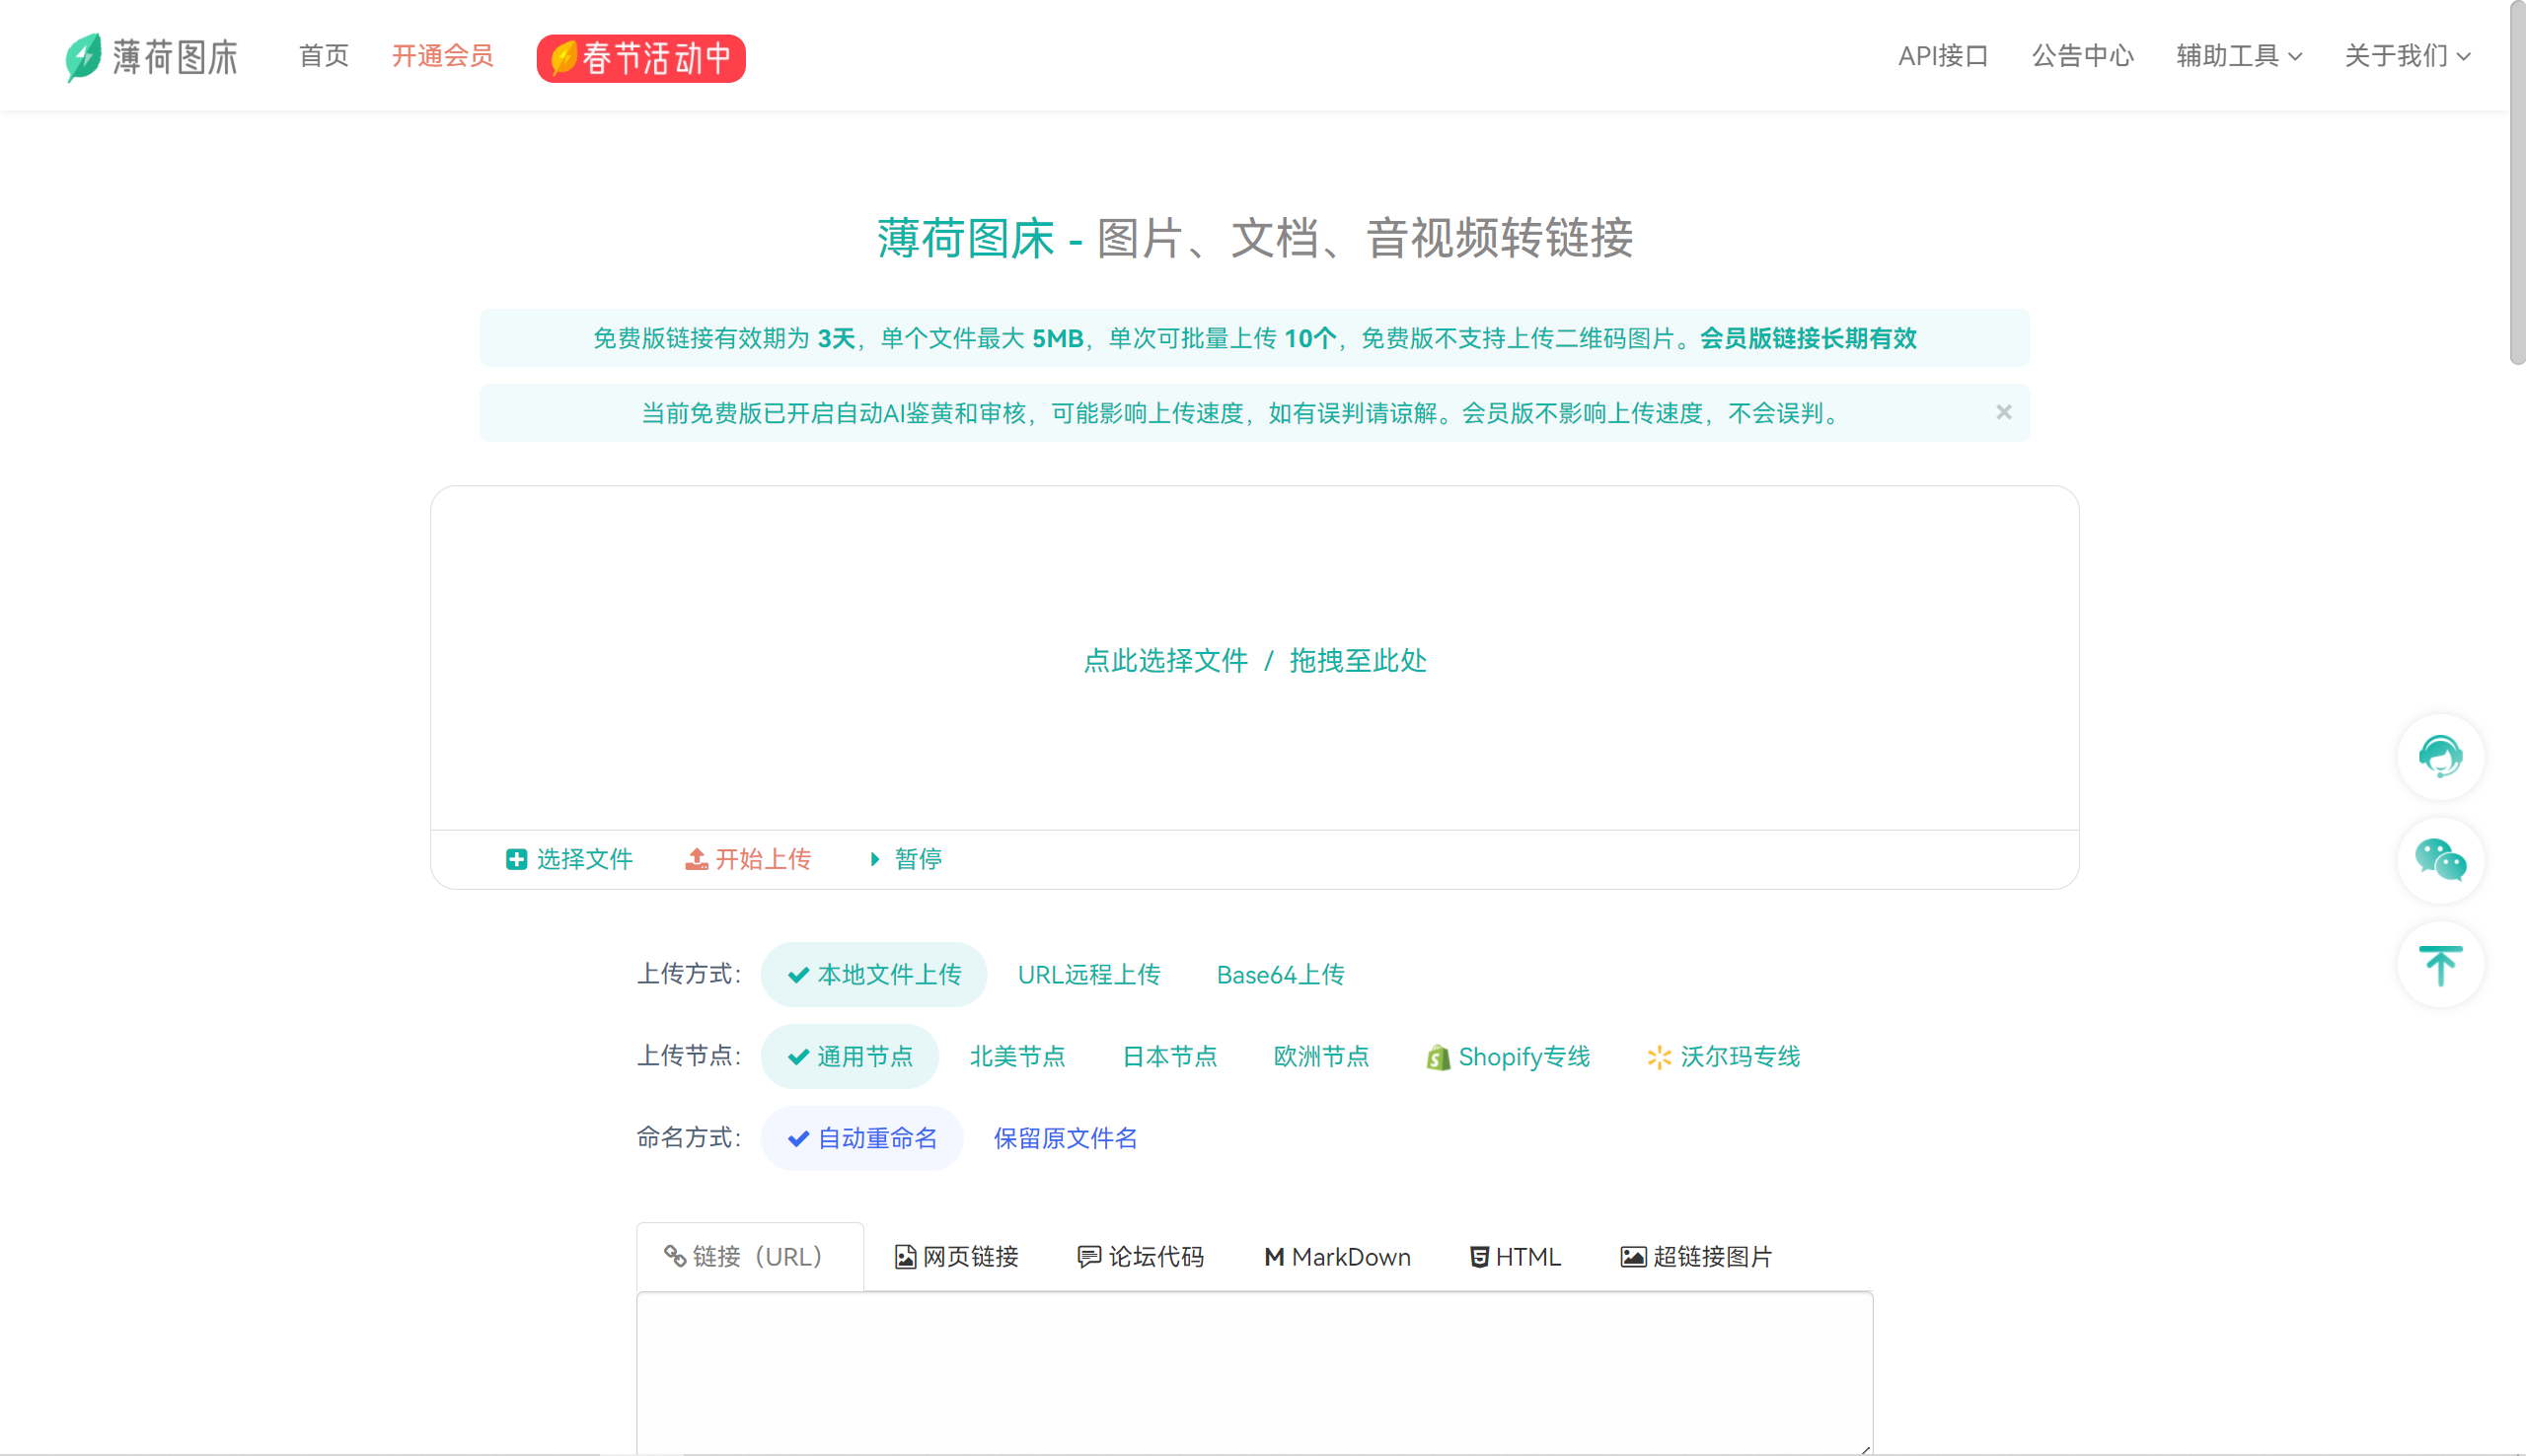 薄荷图床 首页 开通会员 春节活动中 API接口 公告中心 辅助工具 关于我们
薄荷图床 - 图片、文档、音视频转链接
免费版链接有效期为 3天，单个文件最大 5MB，单次可批量上传 10个，免费版不支持上传二维码图片。会员版链接长期有效
当前免费版已开启自动AI鉴黄和审核，可能影响上传速度，如有误判请谅解。会员版不影响上传速度，不会误判。 ×
点此选择文件 / 拖拽至此处
选择文件 开始上传 暂停
上传方式： 本地文件上传 URL远程上传 Base64上传
上传节点： 通用节点 北美节点 日本节点 欧洲节点 Shopify专线 沃尔玛专线
命名方式： 自动重命名 保留原文件名
链接（URL） 网页链接 论坛代码 M MarkDown HTML 超链接图片